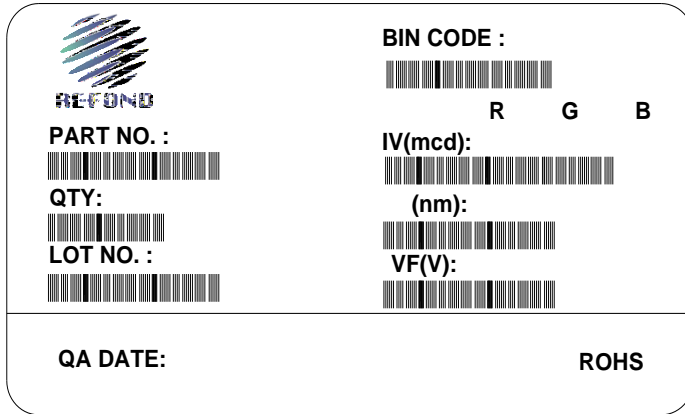 REFOND
PART NO. :
QTY:
LOT NO. :
BIN CODE :
R G B
IV(mcd):
(nm):
VF(V):
QA DATE:
ROHS